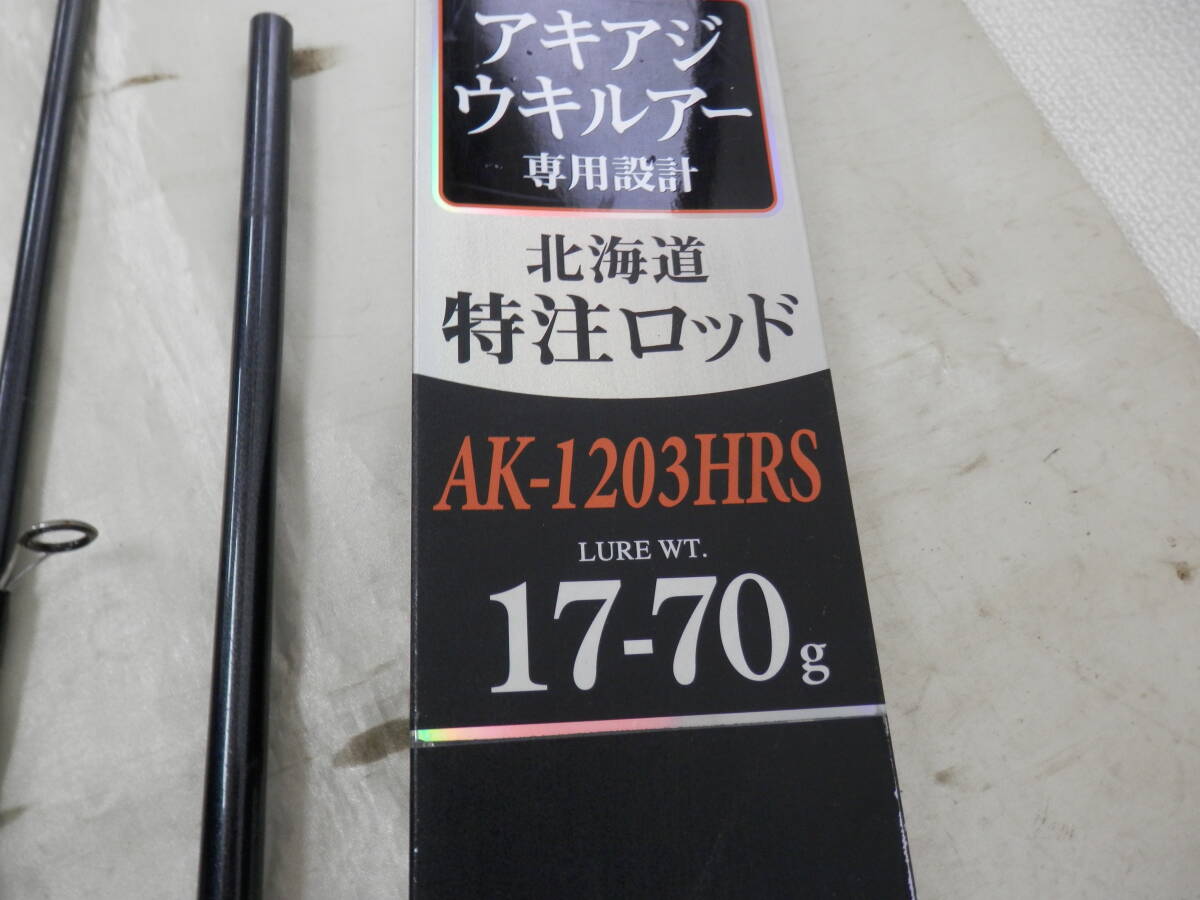 アキアジ
ウキルアー
専用設計
北海道
特注ロッド
AK-1203HRS
LURE WT.
17-70g